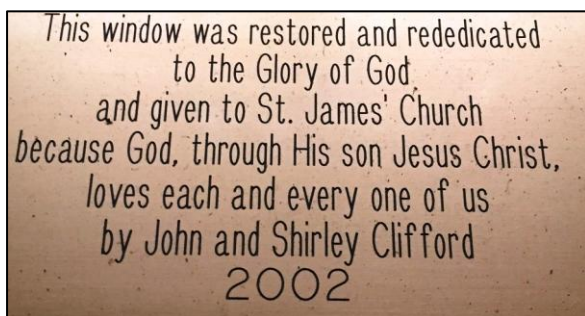 This window was restored and rededicated
to the Glory of God
and given to St. James' Church
because God, through His son Jesus Christ,
loves each and every one of us
by John and Shirley Clifford
2002